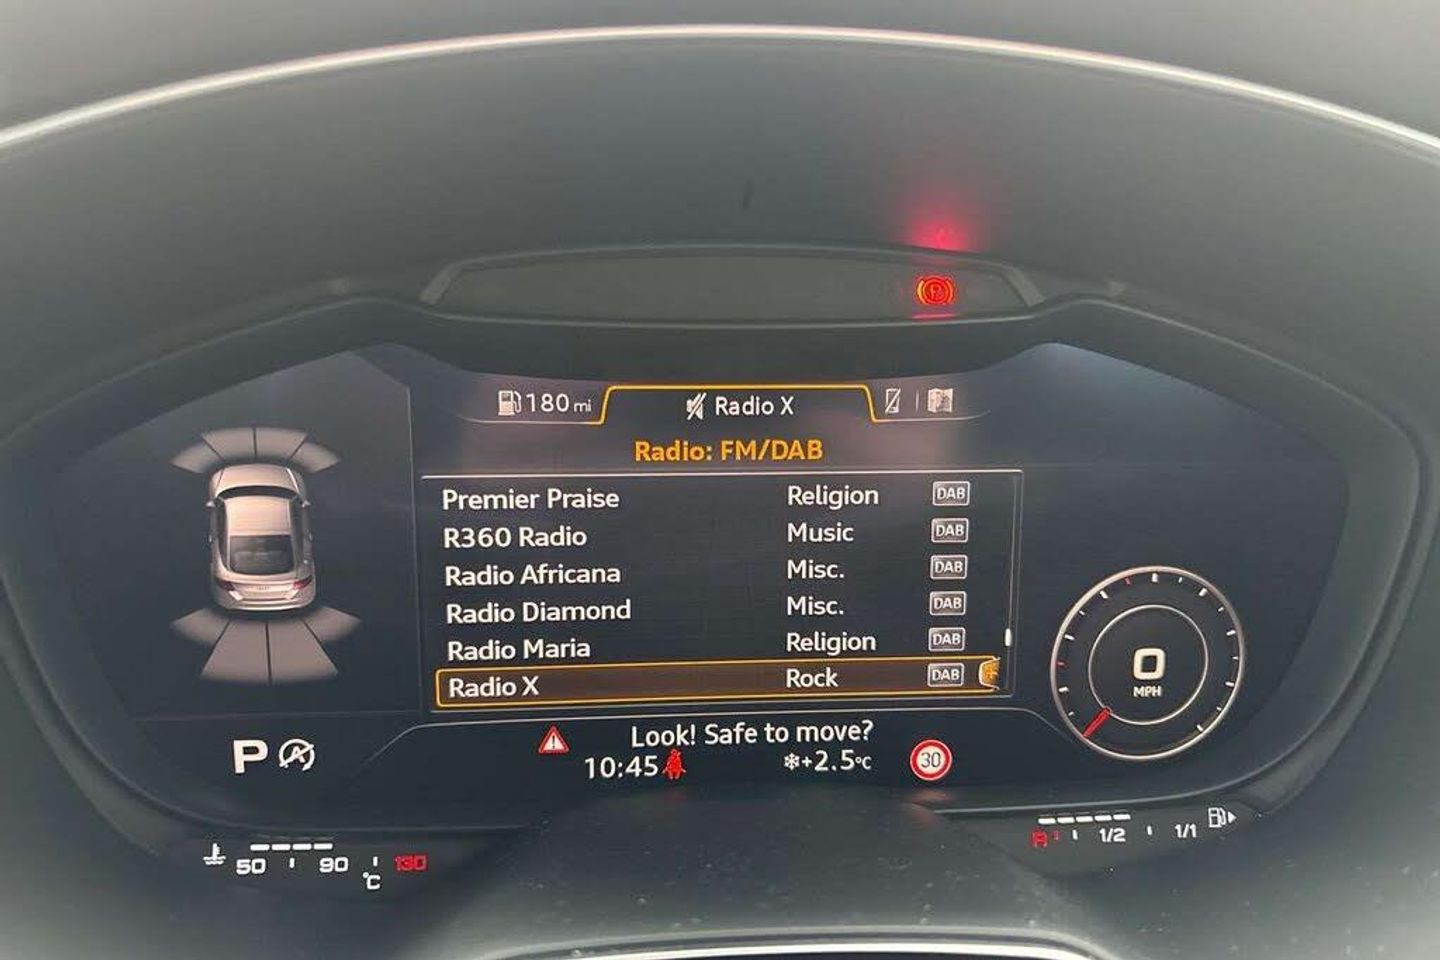 180 mi Radio X
Radio: FM/DAB
Premier Praise Religion DAB
R360 Radio Music DAB
Radio Africana Misc. DAB
Radio Diamond Misc. DAB
Radio Maria Religion DAB
Radio X Rock DAB
0
MPH
Look! Safe to move?
P
10:45 +2.5°C 30
50 90 130
°C
R 1/2 1/1